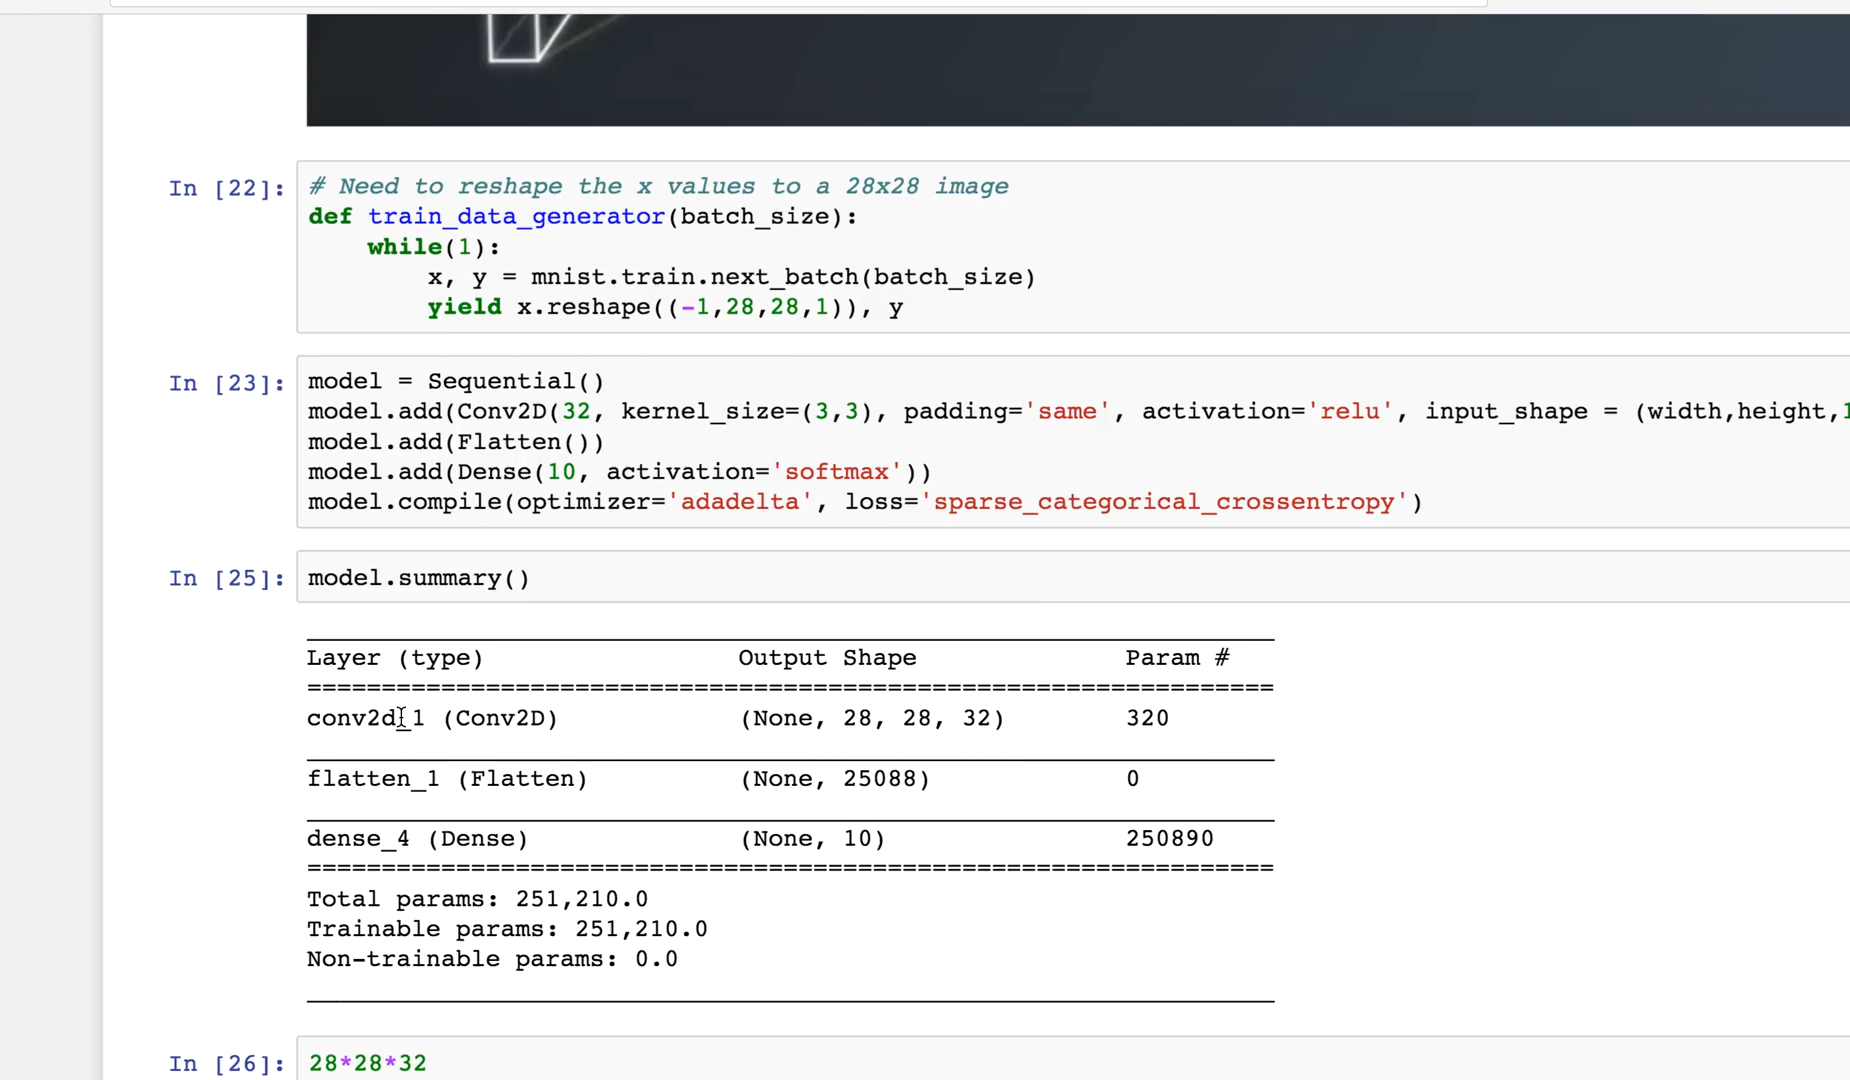 In [22]:
# Need to reshape the x values to a 28x28 image
def train_data_generator(batch_size):
    while(1):
        x, y = mnist.train.next_batch(batch_size)
        yield x.reshape((-1,28,28,1)), y
In [23]:
model = Sequential()
model.add(Conv2D(32, kernel_size=(3,3), padding='same', activation='relu', input_shape = (width,height,1
model.add(Flatten())
model.add(Dense(10, activation='softmax'))
model.compile(optimizer='adadelta', loss='sparse_categorical_crossentropy')
In [25]:
model.summary()
Layer (type) Output Shape Param #
=================================================================
conv2d_1 (Conv2D) (None, 28, 28, 32) 320
flatten_1 (Flatten) (None, 25088) 0
dense_4 (Dense) (None, 10) 250890
=================================================================
Total params: 251,210.0
Trainable params: 251,210.0
Non-trainable params: 0.0
In [26]:
28*28*32